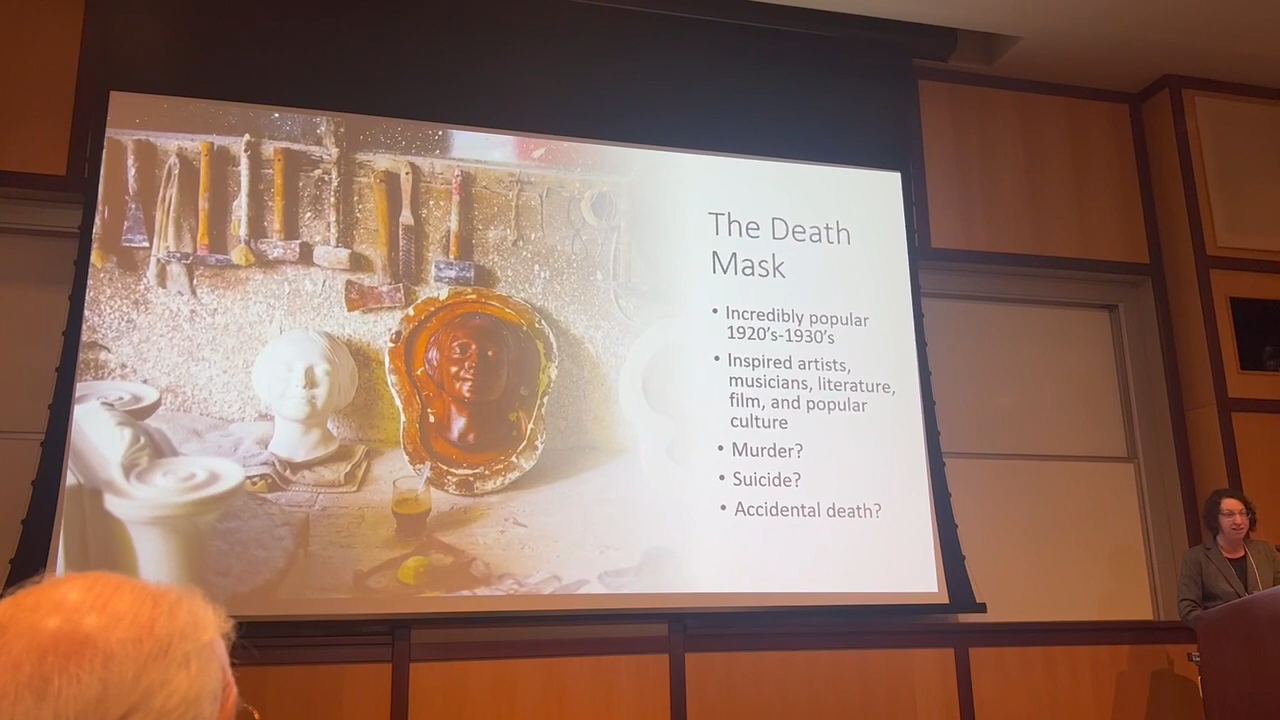 The Death
Mask
• Incredibly popular
1920's-1930's
• Inspired artists,
musicians, literature,
film, and popular
culture
• Murder?
• Suicide?
• Accidental death?